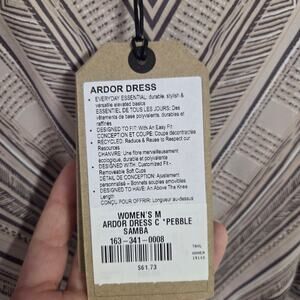 ARDOR DRESS
• EVERYDAY ESSENTIAL: durable, stylish &
versatile elevated basics
ESSENTIEL DE TOUS LES JOURS: Des
vêtements de base polyvalents, durables et
raffinés
• DESIGNED TO FIT: With An Easy Fit
CONCEPTION ET COUPE: Coupe décontractée
• RECYCLED: Reduce & Reuse to Respect our
Resources
CHANVRE: Une fibre merveilleusement
écologique, durable et polyvalente
• DESIGNED WITH: Customized Fit -
Removeable Soft Cups
DÉTAIL DE CONCEPTION: Ajustement
personnalisé – Bonnets souples amovibles
• DESIGNED TO HAVE: An Above The Knee
Length
CONÇU POUR OFFRIR: Longueur au-dessus
WOMEN'S M
ARDOR DRESS C *PEBBLE
SAMBA
163-341-0008
$61.73